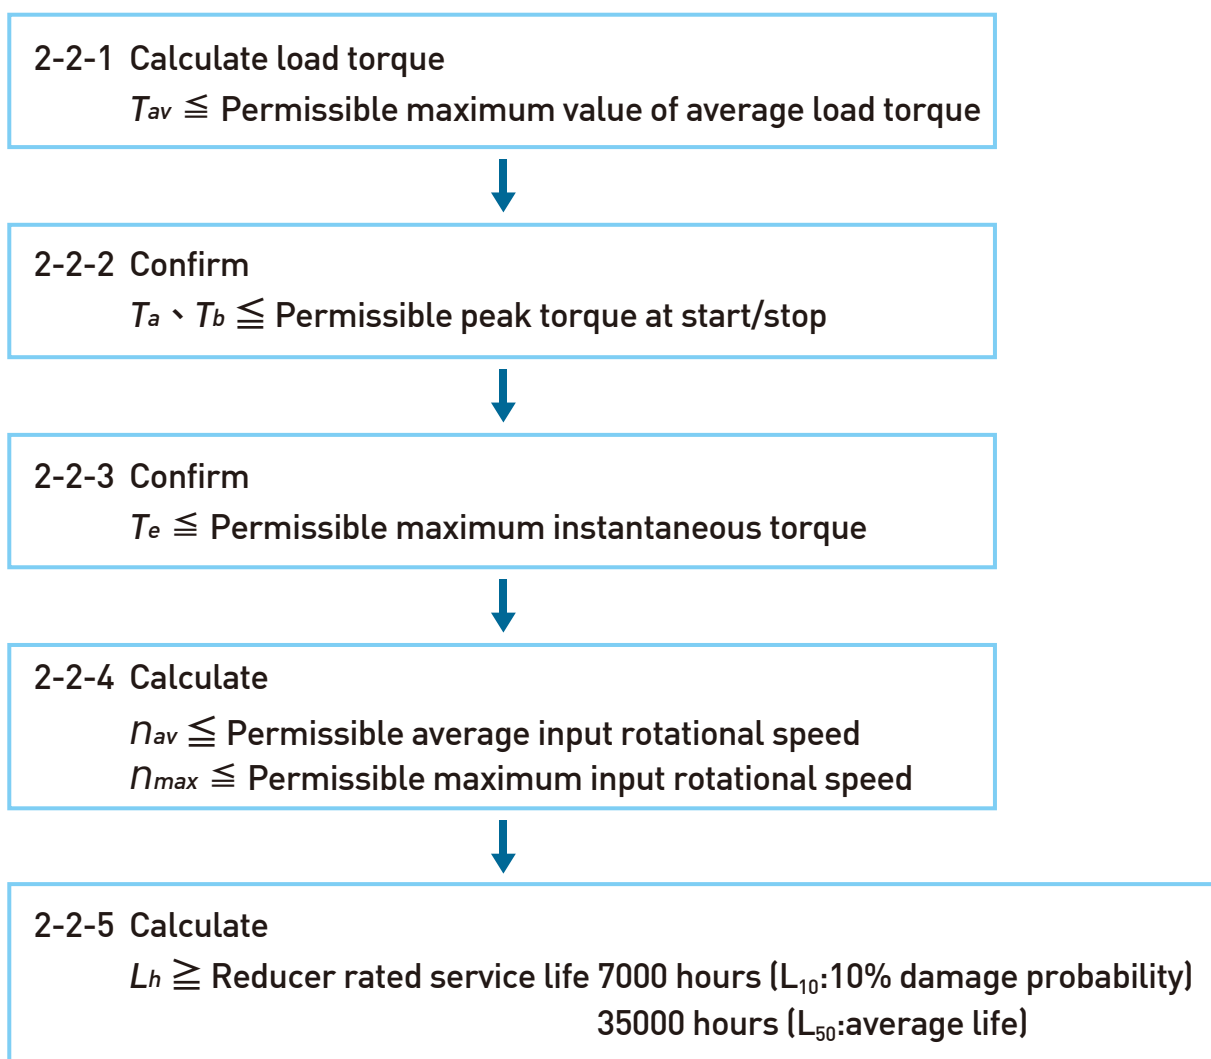 2-2-1 Calculate load torque
Tav ≦ Permissible maximum value of average load torque
2-2-2 Confirm
Ta、Tb ≦ Permissible peak torque at start/stop
2-2-3 Confirm
Te ≦ Permissible maximum instantaneous torque
2-2-4 Calculate
nav ≦ Permissible average input rotational speed
nmax ≦ Permissible maximum input rotational speed
2-2-5 Calculate
Lh ≧ Reducer rated service life 7000 hours (L10:10% damage probability)
35000 hours (L50:average life)